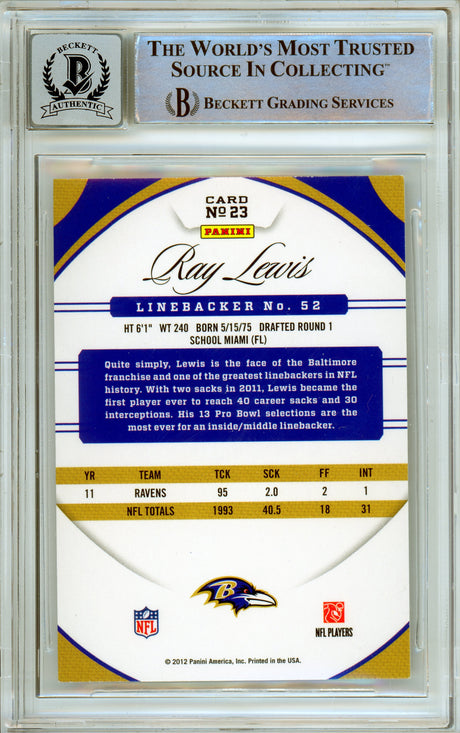 BECKETT
B
AUTHENTIC
THE WORLD'S MOST TRUSTED
SOURCE IN COLLECTING™
B BECKETT GRADING SERVICES
CARD
Nº 23
PANINI
Ray Lewis
LINEBACKER No. 52
HT 6'1" WT 240 BORN 5/15/75 DRAFTED ROUND 1
SCHOOL MIAMI (FL)
Quite simply, Lewis is the face of the Baltimore
franchise and one of the greatest linebackers in NFL
history. With two sacks in 2011, Lewis became the
first player ever to reach 40 career sacks and 30
interceptions. His 13 Pro Bowl selections are the
most ever for an inside/middle linebacker.
YR TEAM TCK SCK FF INT
11 RAVENS 95 2.0 2 1
NFL TOTALS 1993 40.5 18 31
B
NFL
NFL PLAYERS
© 2012 Panini America, Inc. Printed in the USA.